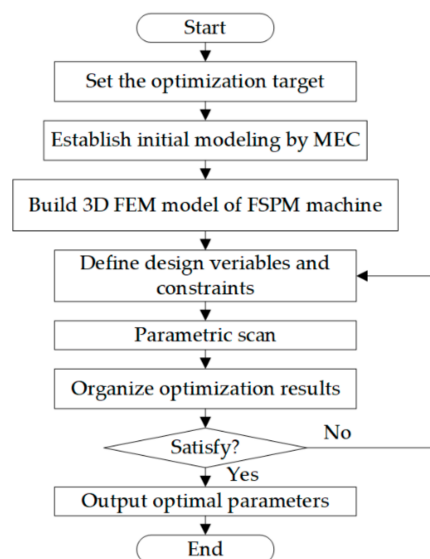 Start
Set the optimization target
Establish initial modeling by MEC
Build 3D FEM model of FSPM machine
Define design veriables and
constraints
Parametric scan
Organize optimization results
Satisfy?
No
Yes
Output optimal parameters
End